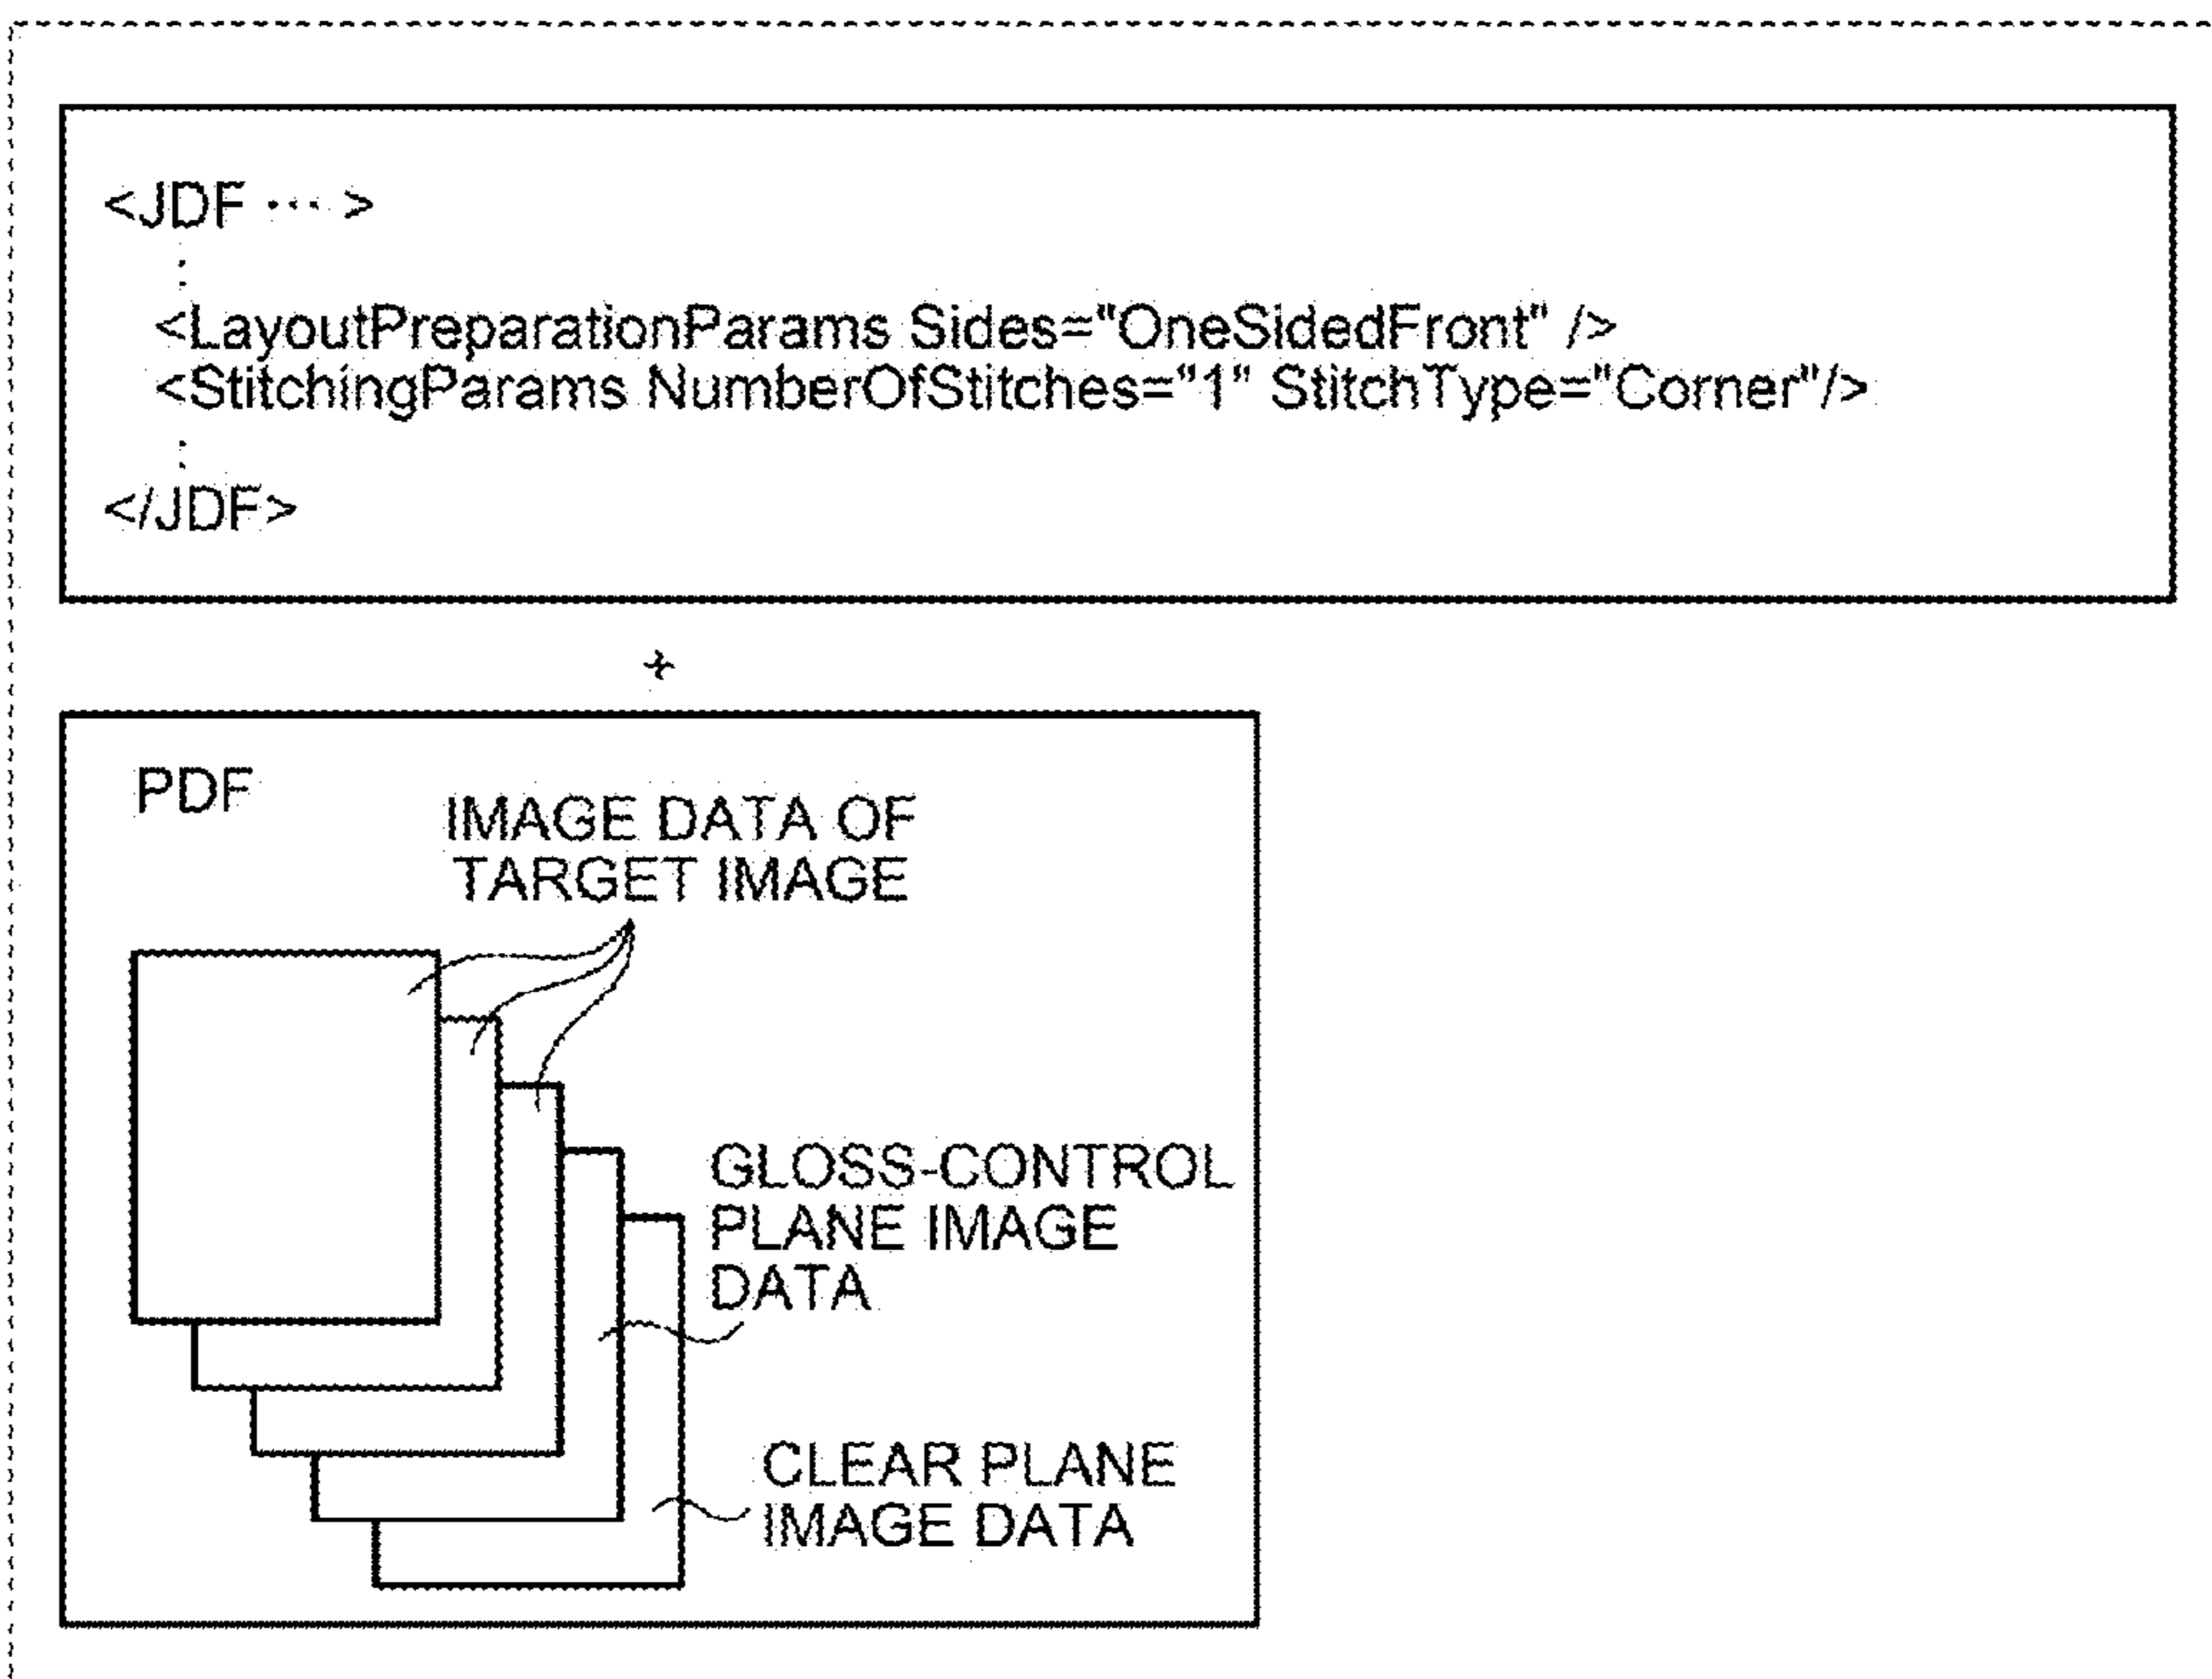 <JDF ··· >
:
<LayoutPreparationParams Sides="OneSidedFront" />
<StitchingParams NumberOfStitches="1" StitchType="Corner"/>
:
</JDF>
+
PDF
IMAGE DATA OF
TARGET IMAGE
GLOSS-CONTROL
PLANE IMAGE
DATA
CLEAR PLANE
IMAGE DATA